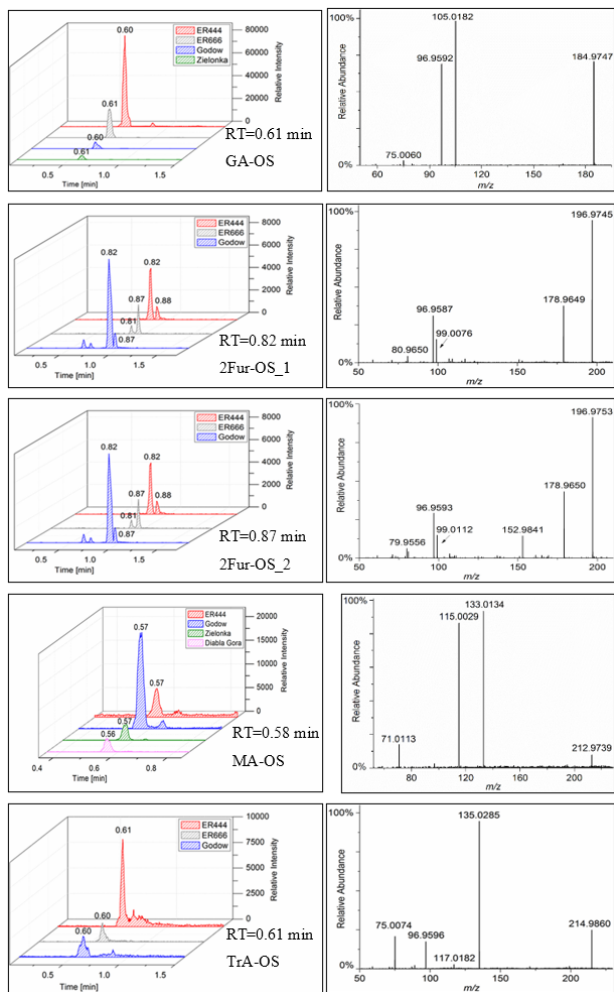 ER444
ER666
Godow
Zielonka
80000
60000
40000
20000
0
Relative Intensity
0.60
0.61
0.60
0.61
0.5
1.0
1.5
Time [min]
RT=0.61 min
GA-OS
100%
0%
Relative Abundance
105.0182
96.9592
184.9747
75.0060
60
90
120
150
180
m/z
ER444
ER666
Godow
8000
6000
4000
2000
0
Relative Intensity
0.82
0.82
0.87
0.88
0.81
0.87
0.5
1.0
1.5
Time [min]
RT=0.82 min
2Fur-OS_1
100%
0%
Relative Abundance
196.9745
178.9649
96.9587
99.0076
80.9650
50
100
150
200
m/z
ER444
ER666
Godow
8000
6000
4000
2000
0
Relative Intensity
0.82
0.82
0.87
0.88
0.81
0.87
0.5
1.0
1.5
Time [min]
RT=0.87 min
2Fur-OS_2
100%
0%
Relative Abundance
196.9753
178.9650
96.9593
99.0112
152.9841
79.9556
50
100
150
200
m/z
ER444
Godow
Zielonka
Diabla Gora
20000
15000
10000
5000
0
Relative Intensity
0.57
0.57
0.57
0.56
0.4
0.6
0.8
Time [min]
RT=0.58 min
MA-OS
100%
0%
Relative Abundance
133.0134
115.0029
71.0113
212.9739
80
120
160
200
m/z
ER444
ER666
Godow
10000
7500
5000
2500
0
Relative Intensity
0.61
0.60
0.60
0.5
1.0
1.5
Time [min]
RT=0.61 min
TrA-OS
100%
0%
Relative Abundance
135.0285
75.0074
96.9596
117.0182
214.9860
50
100
150
200
m/z